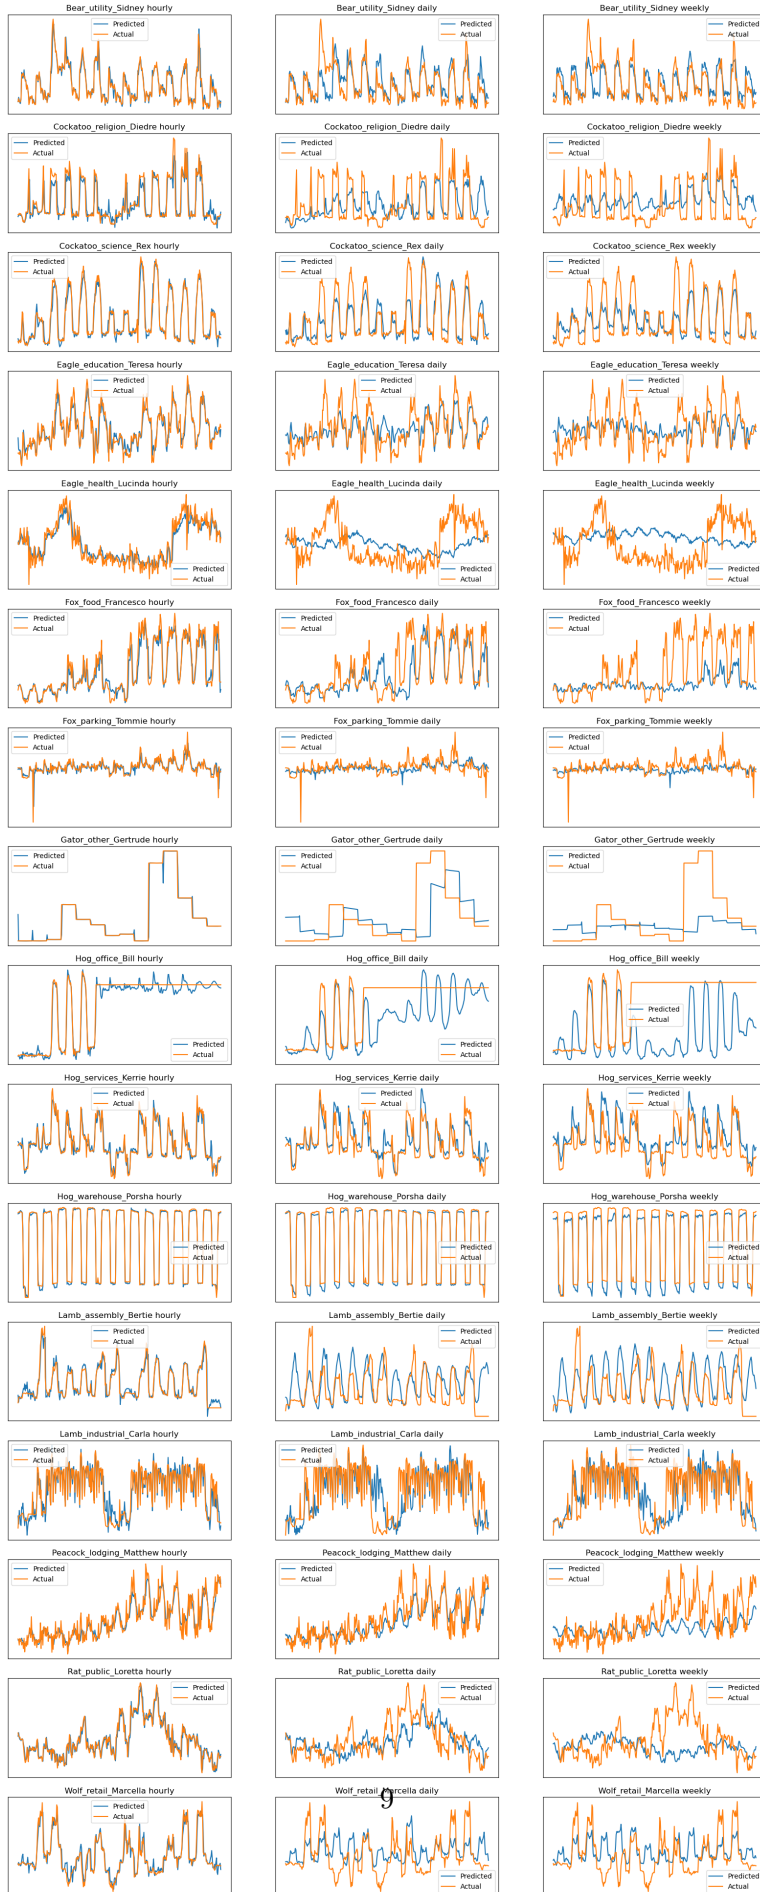 Bear_utility_Sidney hourly
Predicted
Actual
Bear_utility_Sidney daily
Predicted
Actual
Bear_utility_Sidney weekly
Predicted
Actual
Cockatoo_religion_Diedre hourly
Predicted
Actual
Cockatoo_religion_Diedre daily
Predicted
Actual
Cockatoo_religion_Diedre weekly
Predicted
Actual
Cockatoo_science_Rex hourly
Predicted
Actual
Cockatoo_science_Rex daily
Predicted
Actual
Cockatoo_science_Rex weekly
Predicted
Actual
Eagle_education_Teresa hourly
Predicted
Actual
Eagle_education_Teresa daily
Predicted
Actual
Eagle_education_Teresa weekly
Predicted
Actual
Eagle_health_Lucinda hourly
Predicted
Actual
Eagle_health_Lucinda daily
Predicted
Actual
Eagle_health_Lucinda weekly
Predicted
Actual
Fox_food_Francesco hourly
Predicted
Actual
Fox_food_Francesco daily
Predicted
Actual
Fox_food_Francesco weekly
Predicted
Actual
Fox_parking_Tommie hourly
Predicted
Actual
Fox_parking_Tommie daily
Predicted
Actual
Fox_parking_Tommie weekly
Predicted
Actual
Gator_other_Gertrude hourly
Predicted
Actual
Gator_other_Gertrude daily
Predicted
Actual
Gator_other_Gertrude weekly
Predicted
Actual
Hog_office_Bill hourly
Predicted
Actual
Hog_office_Bill daily
Predicted
Actual
Hog_office_Bill weekly
Predicted
Actual
Hog_services_Kerrie hourly
Predicted
Actual
Hog_services_Kerrie daily
Predicted
Actual
Hog_services_Kerrie weekly
Predicted
Actual
Hog_warehouse_Porsha hourly
Predicted
Actual
Hog_warehouse_Porsha daily
Predicted
Actual
Hog_warehouse_Porsha weekly
Predicted
Actual
Lamb_assembly_Bertie hourly
Predicted
Actual
Lamb_assembly_Bertie daily
Predicted
Actual
Lamb_assembly_Bertie weekly
Predicted
Actual
Lamb_industrial_Carla hourly
Predicted
Actual
Lamb_industrial_Carla daily
Predicted
Actual
Lamb_industrial_Carla weekly
Predicted
Actual
Peacock_lodging_Matthew hourly
Predicted
Actual
Peacock_lodging_Matthew daily
Predicted
Actual
Peacock_lodging_Matthew weekly
Predicted
Actual
Rat_public_Loretta hourly
Predicted
Actual
Rat_public_Loretta daily
Predicted
Actual
Rat_public_Loretta weekly
Predicted
Actual
Wolf_retail_Marcella hourly
Predicted
Actual
Wolf_retail_Marcella daily
Predicted
Actual
Wolf_retail_Marcella weekly
Predicted
Actual
9